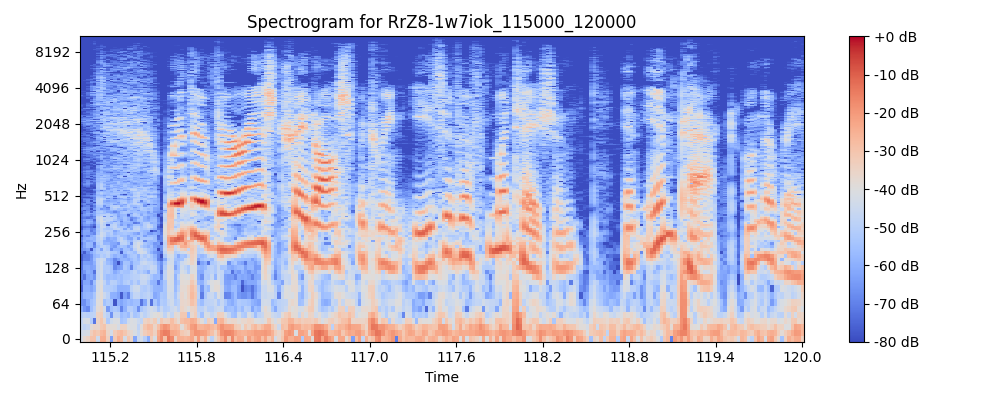 Spectrogram for RrZ8-1w7iok_115000_120000
8192
4096
2048
1024
512
256
128
64
0
Hz
115.2 115.8 116.4 117.0 117.6 118.2 118.8 119.4 120.0
Time
+0 dB
-10 dB
-20 dB
-30 dB
-40 dB
-50 dB
-60 dB
-70 dB
-80 dB